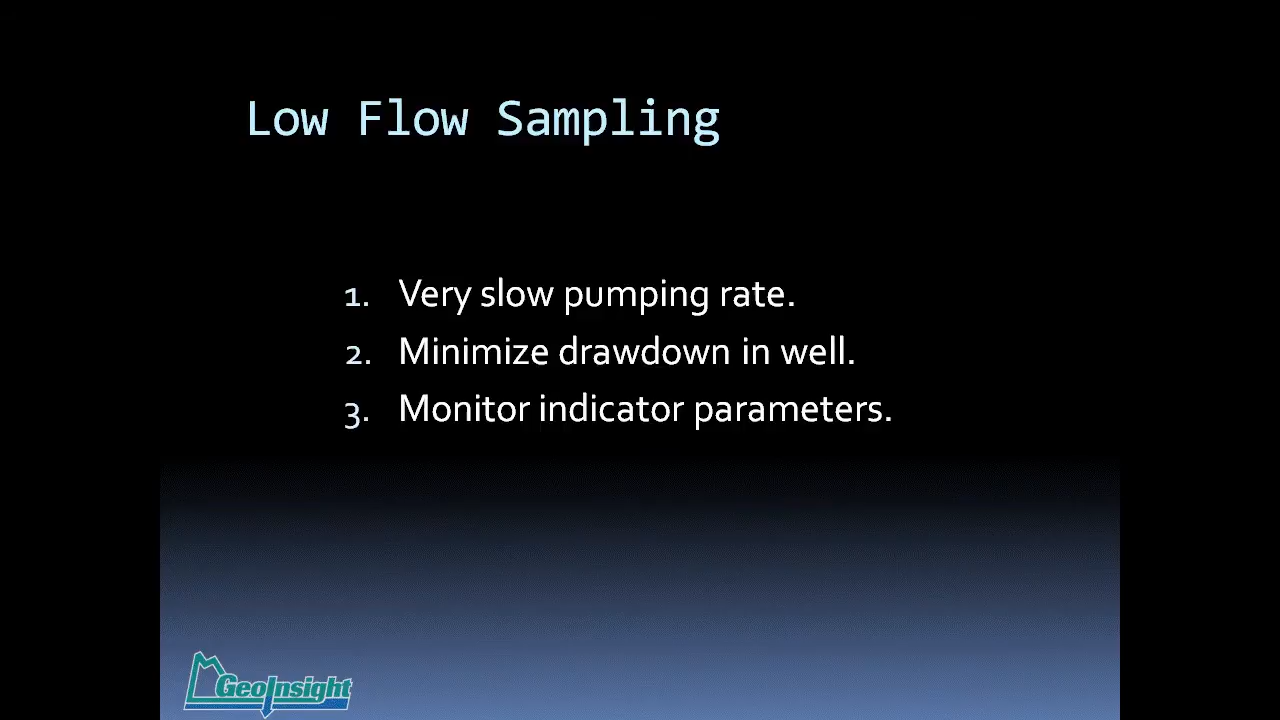 Low Flow Sampling
1. Very slow pumping rate.
2. Minimize drawdown in well.
3. Monitor indicator parameters.
GeoInsight